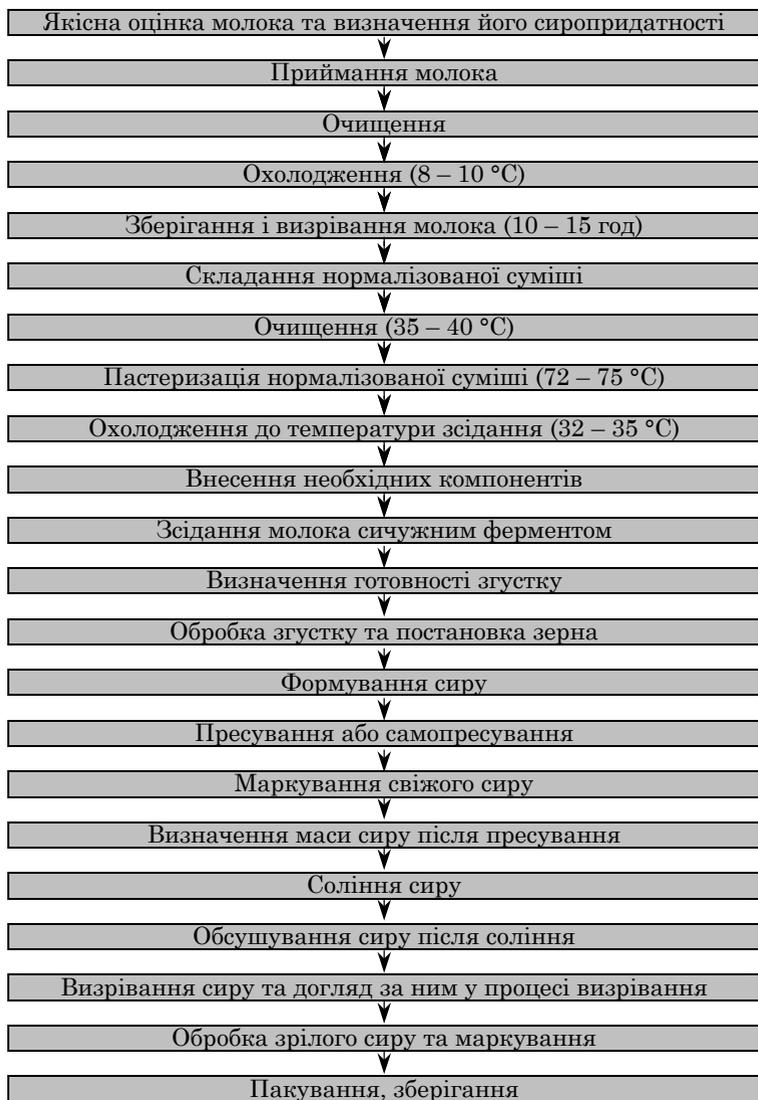 Якісна оцінка молока та визначення його сиропридатності
Приймання молока
Очищення
Охолодження (8 – 10 °С)
Зберігання і визрівання молока (10 – 15 год)
Складання нормалізованої суміші
Очищення (35 – 40 °С)
Пастеризація нормалізованої суміші (72 – 75 °С)
Охолодження до температури зсідання (32 – 35 °С)
Внесення необхідних компонентів
Зсідання молока сичужним ферментом
Визначення готовності згустку
Обробка згустку та постановка зерна
Формування сиру
Пресування або самопресування
Маркування свіжого сиру
Визначення маси сиру після пресування
Соління сиру
Обсушування сиру після соління
Визрівання сиру та догляд за ним у процесі визрівання
Обробка зрілого сиру та маркування
Пакування, зберігання